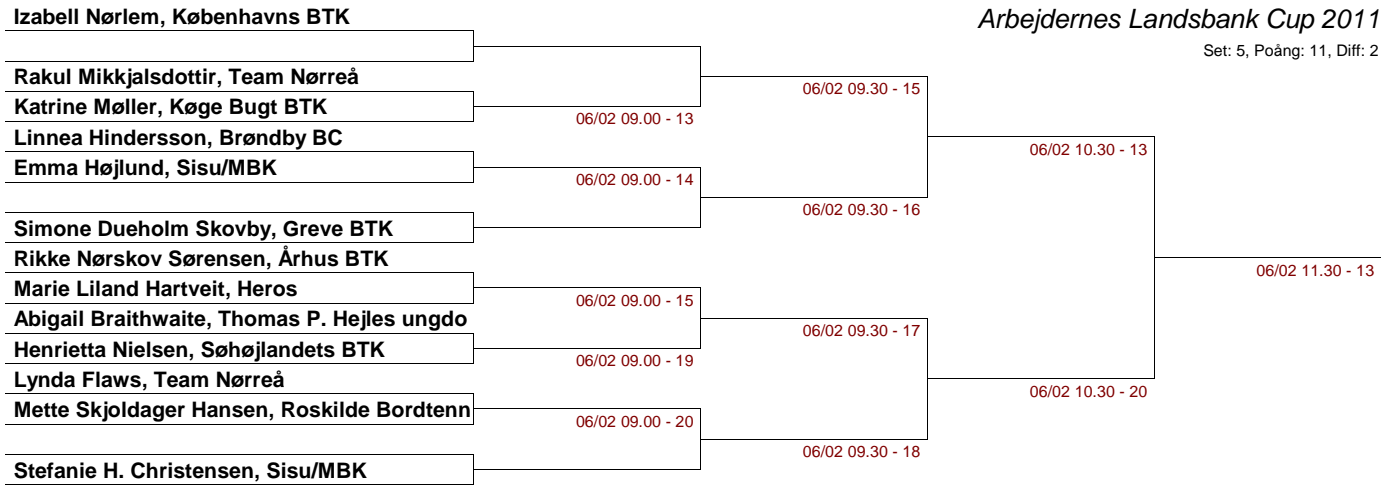 Izabell Nørlem, Københavns BTK
Arbejdernes Landsbank Cup 2011
Set: 5, Poång: 11, Diff: 2
Rakul Mikkjalsdottir, Team Nørreå
06/02 09.30 - 15
Katrine Møller, Køge Bugt BTK
06/02 09.00 - 13
Linnea Hindersson, Brøndby BC
06/02 10.30 - 13
Emma Højlund, Sisu/MBK
06/02 09.00 - 14
06/02 09.30 - 16
Simone Dueholm Skovby, Greve BTK
Rikke Nørskov Sørensen, Århus BTK
06/02 11.30 - 13
Marie Liland Hartveit, Heros
06/02 09.00 - 15
Abigail Braithwaite, Thomas P. Hejles ungdo
06/02 09.30 - 17
Henrietta Nielsen, Søhøjlandets BTK
06/02 09.00 - 19
Lynda Flaws, Team Nørreå
06/02 10.30 - 20
Mette Skjoldager Hansen, Roskilde Bordtenn
06/02 09.00 - 20
06/02 09.30 - 18
Stefanie H. Christensen, Sisu/MBK